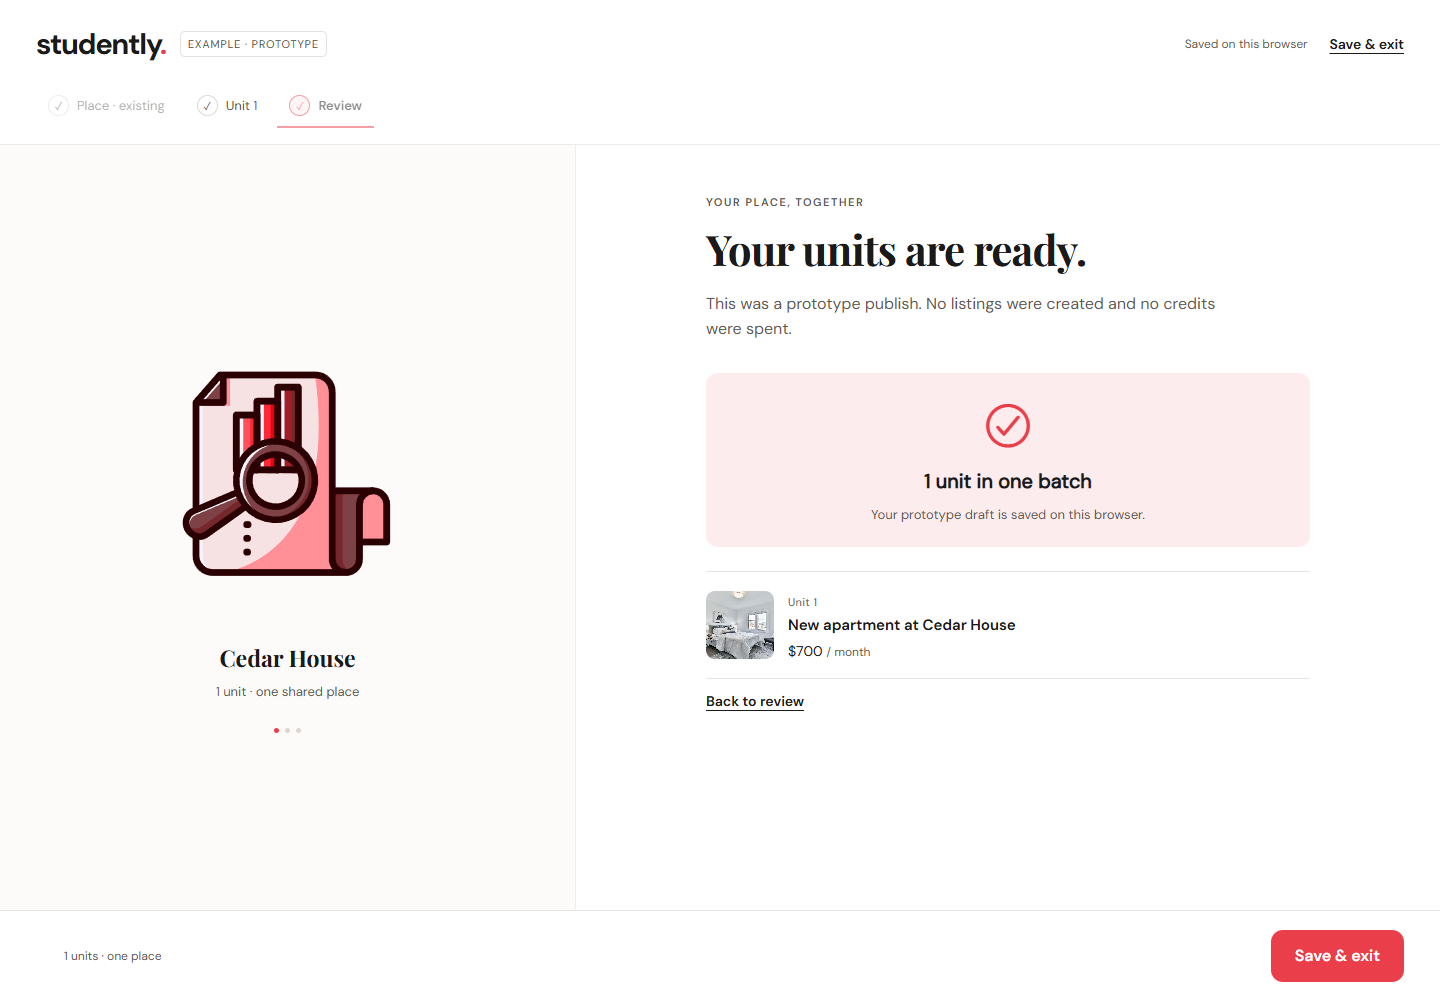 studently.
EXAMPLE · PROTOTYPE
Saved on this browser
Save & exit
Place · existing
Unit 1
Review
YOUR PLACE, TOGETHER
Your units are ready.
This was a prototype publish. No listings were created and no credits
were spent.
1 unit in one batch
Your prototype draft is saved on this browser.
Unit 1
New apartment at Cedar House
$700 / month
Back to review
Cedar House
1 unit · one shared place
1 units · one place
Save & exit